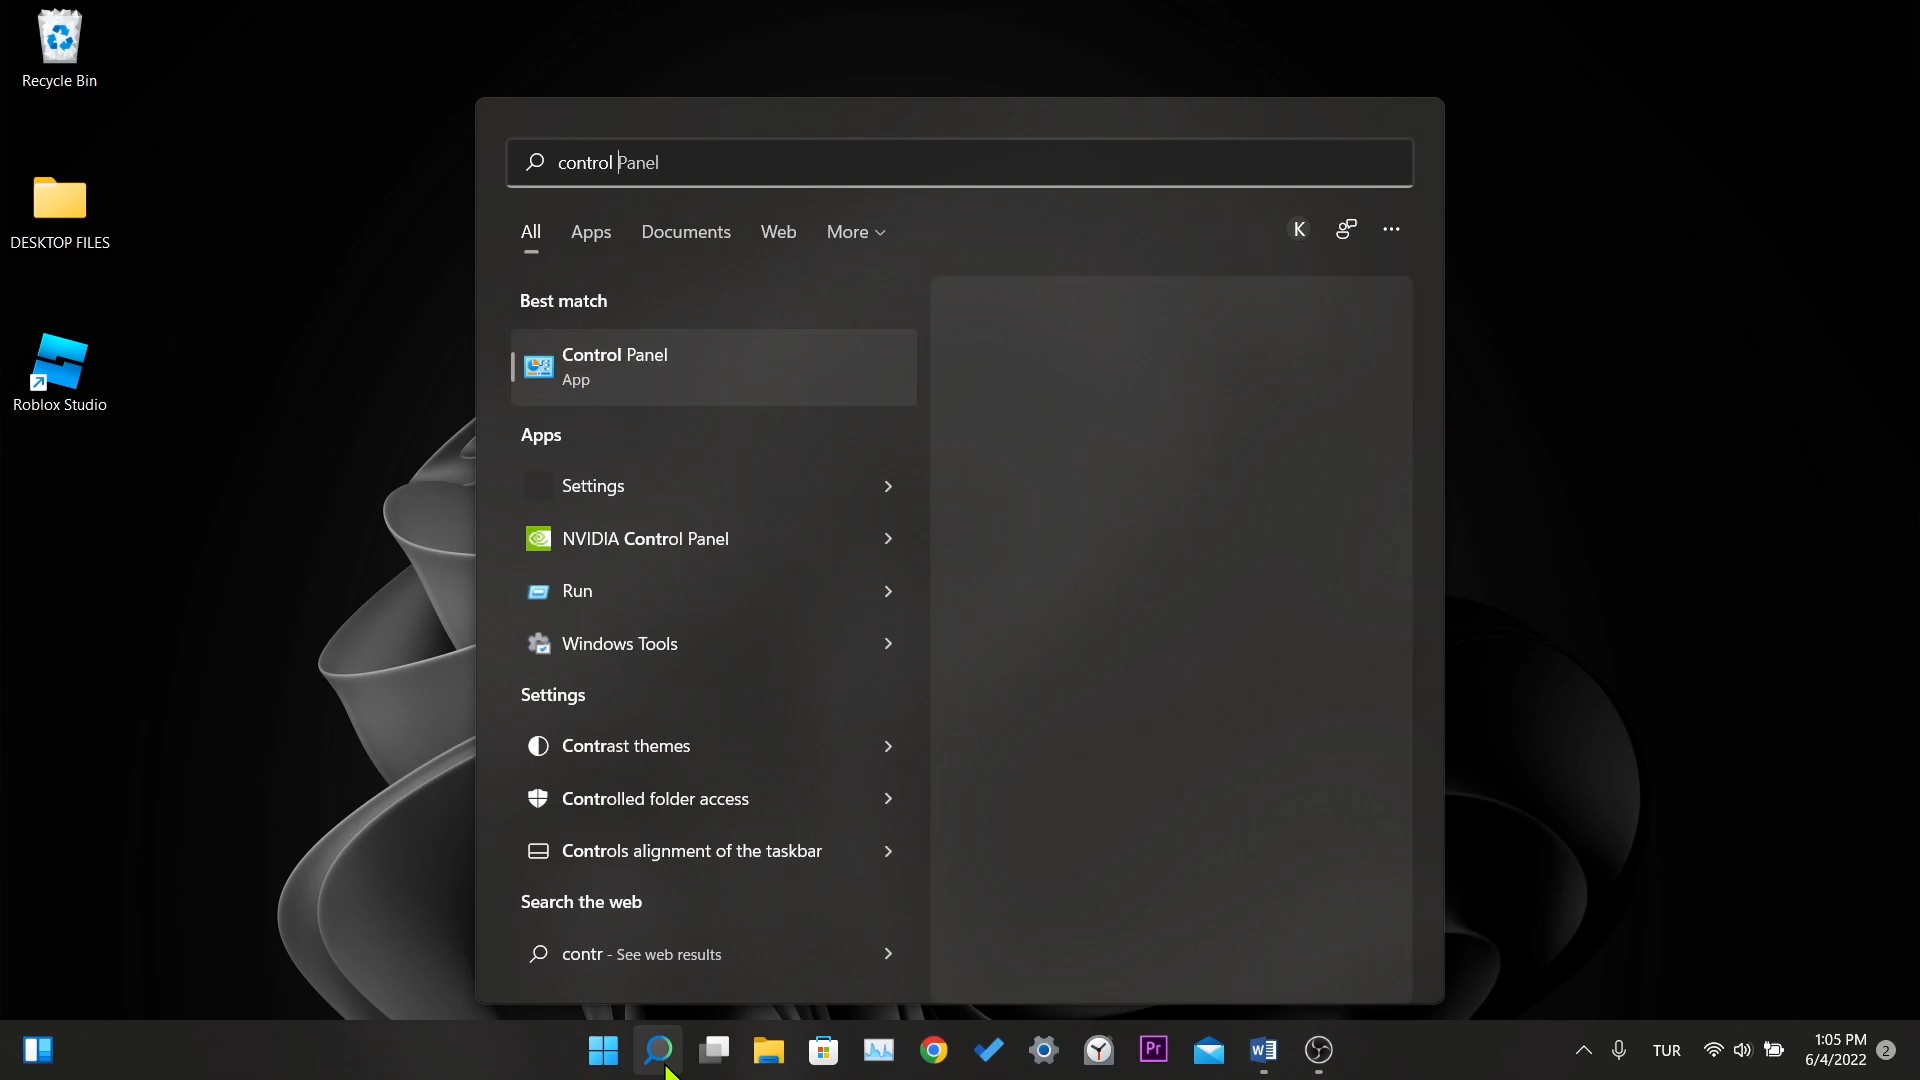 Recycle Bin
DESKTOP FILES
Roblox Studio
control Panel
All Apps Documents Web More
K
Best match
Control Panel
App
Apps
Settings
NVIDIA Control Panel
Run
Windows Tools
Settings
Contrast themes
Controlled folder access
Controls alignment of the taskbar
Search the web
contr - See web results
Pr
W
TUR
1:05 PM
6/4/2022
2